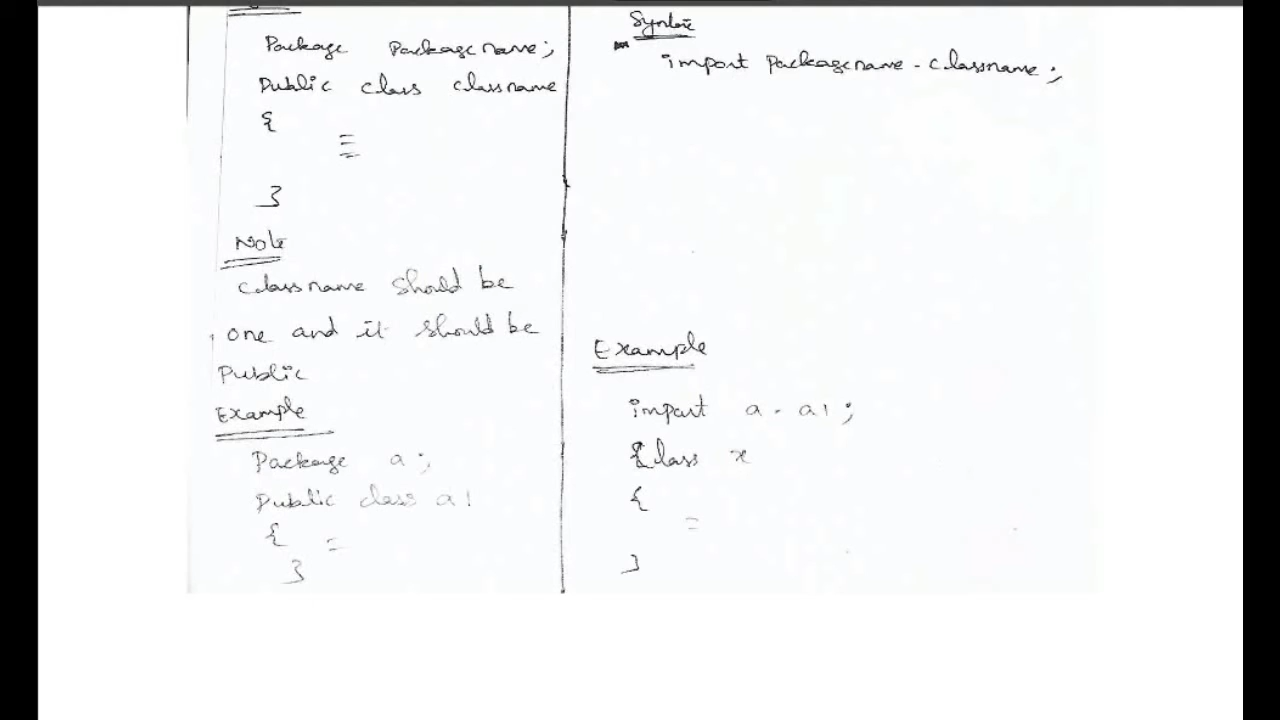 Package Packagename;
Public class classname
{
}
Note
classname should be
one and it should be
Public
Example
Package a;
Public class a1
{
}
Syntax
import packagename.classname;
Example
import a.a1;
class x
{
}